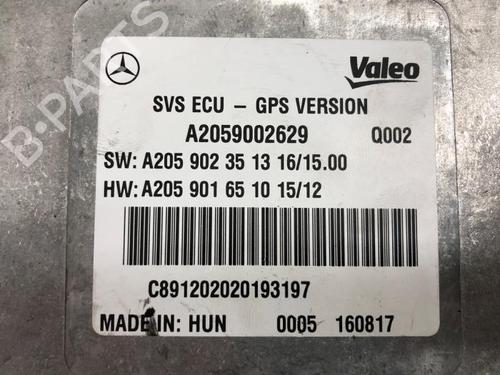 B-PARTS
Valeo
SVS ECU – GPS VERSION
A2059002629 Q002
SW: A205 902 35 13 16/15.00
HW: A205 901 65 10 15/12
C891202020193197
MADE IN: HUN 0005 160817